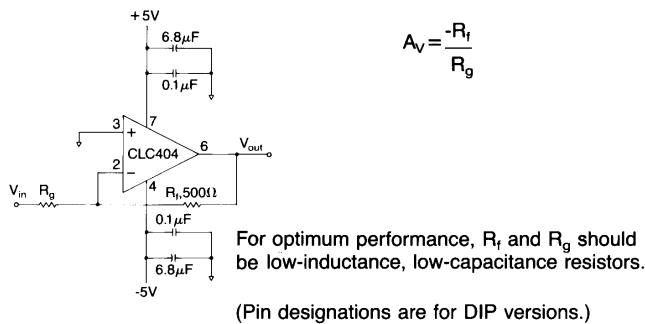 +5V
6.8µF
0.1µF
A_V = -R_f / R_g
3
7
+
CLC404
6
V_out
2
−
4
V_in
R_g
R_f,500Ω
0.1µF
6.8µF
-5V
For optimum performance, R_f and R_g should
be low-inductance, low-capacitance resistors.
(Pin designations are for DIP versions.)